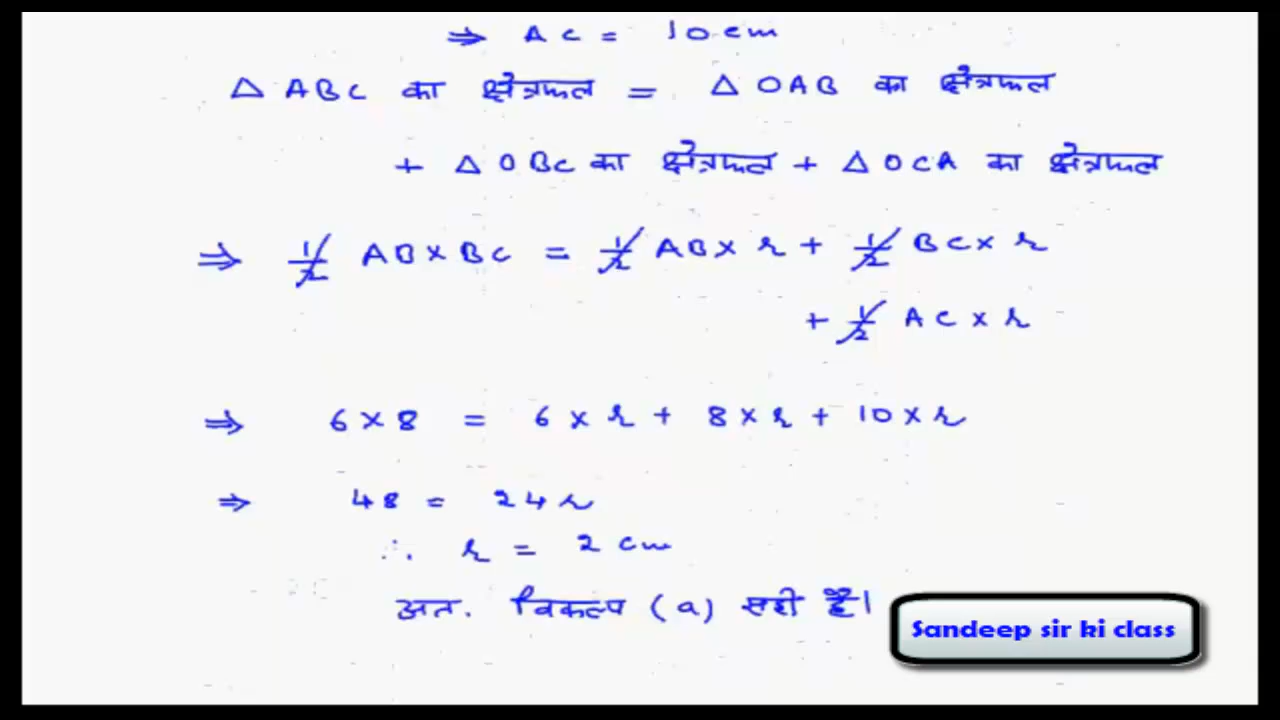 ⇒ AC = 10 cm
△ ABC का क्षेत्रफल = △ OAB का क्षेत्रफल
+ △ OBC का क्षेत्रफल + △ OCA का क्षेत्रफल
⇒ 1/2 AB × BC = 1/2 AB × r + 1/2 BC × r
+ 1/2 AC × r
⇒ 6 × 8 = 6 × r + 8 × r + 10 × r
⇒ 48 = 24 r
∴ r = 2 cm
अत. विकल्प (a) सही है।
Sandeep sir ki class